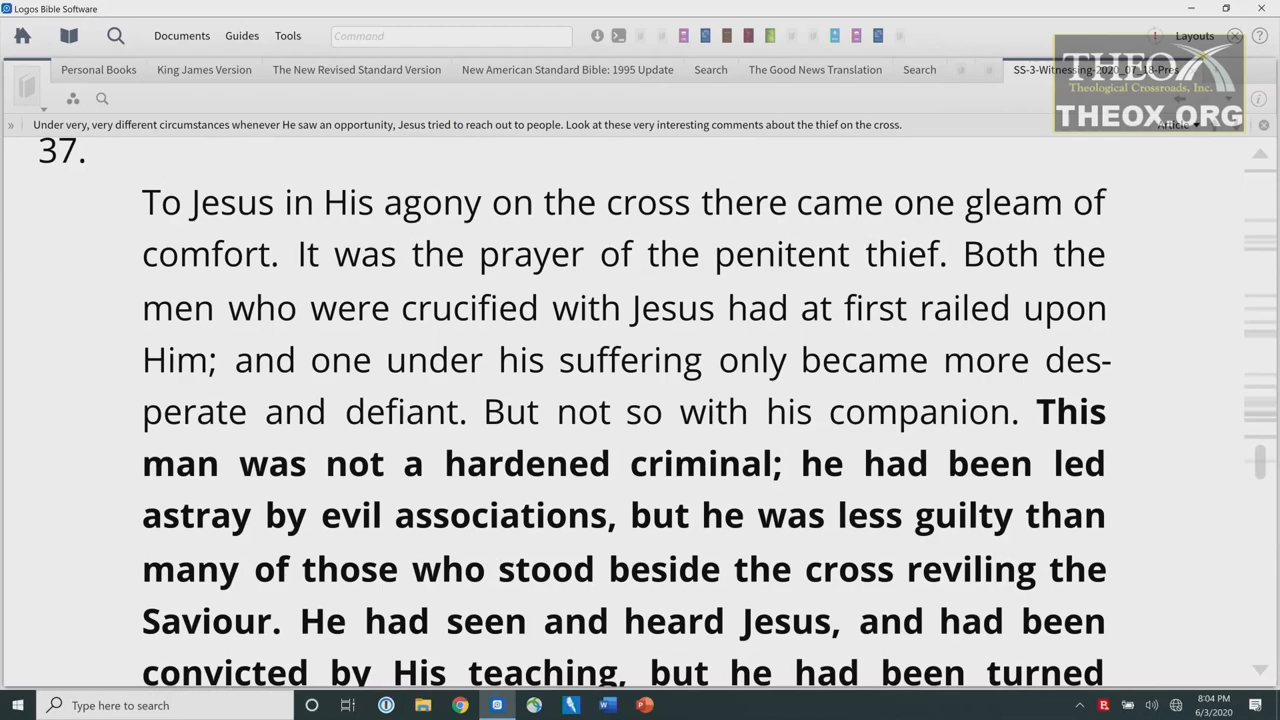 Logos Bible Software
Documents Guides Tools Command Layouts
Personal Books King James Version The New Revised New American Standard Bible: 1995 Update Search The Good News Translation Search SS-3-Witnessing-2020_07_18-Pres
THEOX
Theological Crossroads, Inc.
THEOX.ORG
Under very, very different circumstances whenever He saw an opportunity, Jesus tried to reach out to people. Look at these very interesting comments about the thief on the cross.
Article
37.
To Jesus in His agony on the cross there came one gleam of
comfort. It was the prayer of the penitent thief. Both the
men who were crucified with Jesus had at first railed upon
Him; and one under his suffering only became more des-
perate and defiant. But not so with his companion. This
man was not a hardened criminal; he had been led
astray by evil associations, but he was less guilty than
many of those who stood beside the cross reviling the
Saviour. He had seen and heard Jesus, and had been
convicted by His teaching, but he had been turned
Type here to search
8:04 PM
6/3/2020